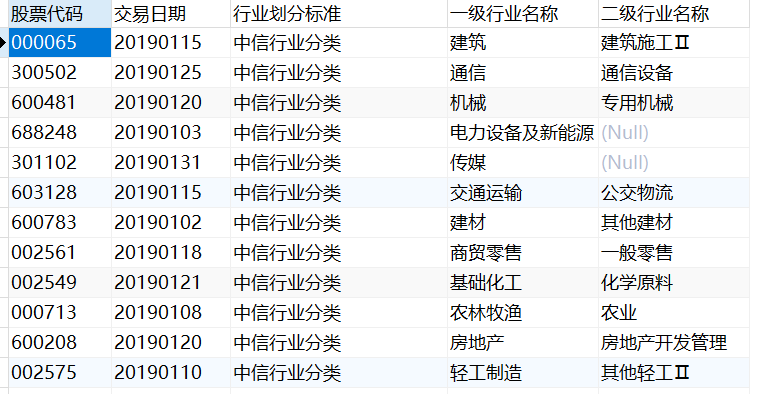 股票代码 交易日期 行业划分标准 一级行业名称 二级行业名称
000065 20190115 中信行业分类 建筑 建筑施工Ⅱ
300502 20190125 中信行业分类 通信 通信设备
600481 20190120 中信行业分类 机械 专用机械
688248 20190103 中信行业分类 电力设备及新能源 (Null)
301102 20190131 中信行业分类 传媒 (Null)
603128 20190115 中信行业分类 交通运输 公交物流
600783 20190102 中信行业分类 建材 其他建材
002561 20190118 中信行业分类 商贸零售 一般零售
002549 20190121 中信行业分类 基础化工 化学原料
000713 20190108 中信行业分类 农林牧渔 农业
600208 20190120 中信行业分类 房地产 房地产开发管理
002575 20190110 中信行业分类 轻工制造 其他轻工Ⅱ